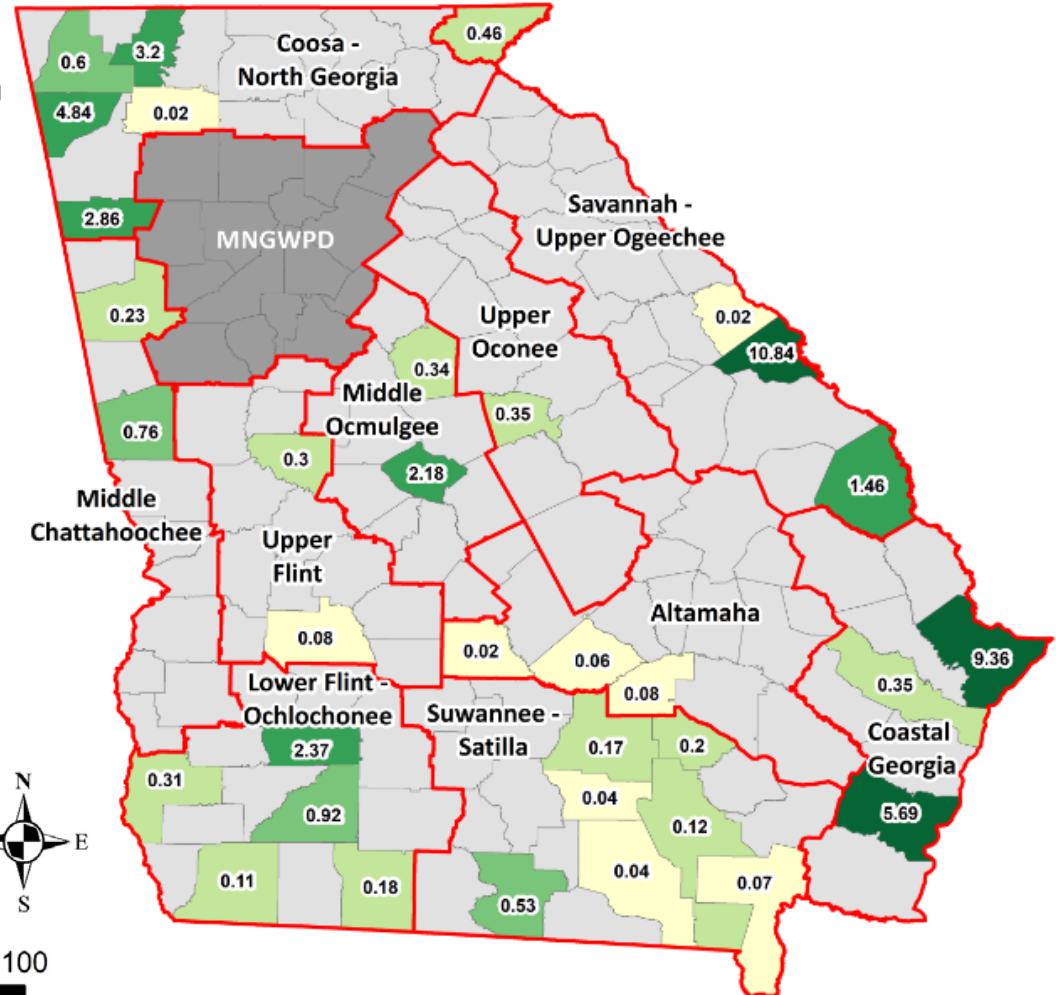 0.46
Coosa -
North Georgia
3.2
0.6
4.84
0.02
Savannah -
Upper Ogeechee
2.86
MNGWPD
0.23
Upper
Oconee
0.02
10.84
0.34
Middle
Ocmulgee
0.35
0.76
0.3
2.18
1.46
Middle
Chattahoochee
Upper
Flint
Altamaha
0.08
0.02
0.06
9.36
0.08
0.35
Lower Flint -
Ochlochonee
Suwannee -
Satilla
Coastal
Georgia
2.37
0.17
0.2
0.31
0.04
0.92
0.12
5.69
N
E
S
0.11
0.18
0.53
0.04
0.07
100